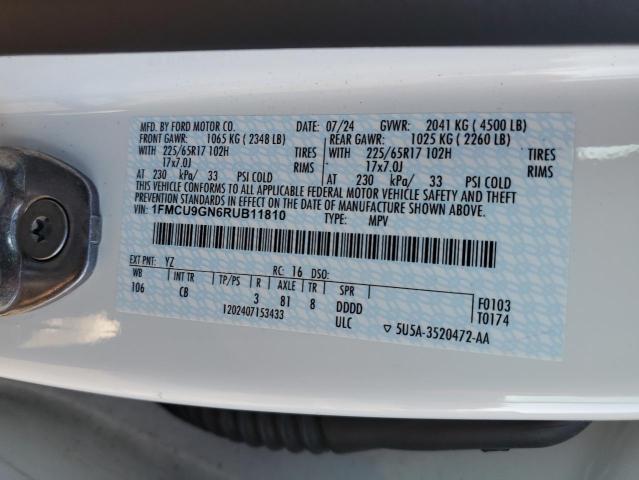 MFD. BY FORD MOTOR CO. DATE: 07/24 GVWR: 2041 KG ( 4500 LB)
FRONT GAWR: 1065 KG ( 2348 LB) REAR GAWR: 1025 KG ( 2260 LB)
WITH 225/65R17 102H TIRES WITH 225/65R17 102H TIRES
17x7.0J RIMS 17x7.0J RIMS
AT 230 kPa/ 33 PSI COLD AT 230 kPa/ 33 PSI COLD
THIS VEHICLE CONFORMS TO ALL APPLICABLE FEDERAL MOTOR VEHICLE SAFETY AND THEFT
PREVENTION STANDARDS IN EFFECT ON THE DATE OF MANUFACTURE SHOWN ABOVE.
VIN: 1FMCU9GN6RUB11810 TYPE: MPV
EXT PNT: YZ RC: 16 DSO:
WB INT TR TP/PS R AXLE TR SPR
106 CB 3 81 8 DDDD F0103
1202407153433 ULC ▽ 5U5A-3520472-AA T0174